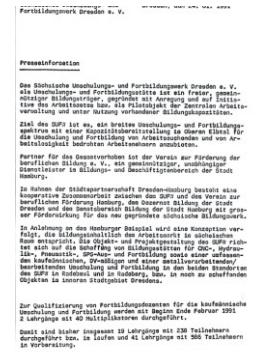 Fortbildungswerk Dresden e. V.
Presseinformation
Das Sächsische Umschulungs- und Fortbildungswerk Dresden e. V.
als Umschulungs- und Fortbildungsstätte ist ein freier, gemein-
nütziger Bildungsträger, gegründet mit Anregung und auf Initia-
tive des Arbeitsamtes bzw. als Pilotobjekt der Zentralen Arbeits-
verwaltung und unter Nutzung vorhandener Bildungskapazitäten.
Ziel des SUFW ist es, ein breites Umschulungs- und Fortbildungs-
spektrum mit einer Kapazitätsbereitstellung im Oberen Elbtal für
die Umschulung und Fortbildung von Arbeitssuchenden und von Ar-
beitslosigkeit bedrohten Arbeitnehmern anzubieten.
Partner für das Gesamtvorhaben ist der Verein zur Förderung der
beruflichen Bildung e. V., ein gemeinnütziger, unabhängiger
Dienstleister in Bildungs- und Beschäftigtenbereich der Stadt
Hamburg.
Im Rahmen der Städtepartnerschaft Dresden-Hamburg besteht eine
kooperative Zusammenarbeit zwischen dem SUFW und dem Verein zur
beruflichen Förderung Hamburg, dem Dezernat Bildung der Stadt
Dresden und dem Senatsbereich Bildung der Stadt Hamburg mit gros-
ser Förderwirkung für das neu gegründete sächsische Bildungswerk.
In Anlehnung an das Hamburger Beispiel wird eine Konzeption ver-
folgt, die bildungsinhaltlich dem Arbeitsmarkt im sächsischen
Raum entspricht. Die Objekt- und Projektgestaltung des SUFW rich-
tet sich auf die Schaffung von Bildungsstätten für CNC-, Hydrau-
lik-, Pneumatik-, SPS-Aus- und Fortbildung sowie einer umfassen-
den kaufmännischen, DV-mäßigen und einer metallverarbeitenden/
bearbeitenden Umschulung und Fortbildung in den beiden Standorten
des SUFW in Radebeul und in Radeberg, bzw. in noch zu schaffenden
Objekten im inneren Stadtgebiet Dresdens.
Zur Qualifizierung von Fortbildungsdozenten für die kaufmännische
Umschulung und Fortbildung werden mit Beginn Ende Februar 1991
2 Lehrgänge mit 40 Multiplikatoren durchgeführt.
Damit sind bisher insgesamt 19 Lehrgänge mit 238 Teilnehmern
durchgeführt bzw. im Laufen und 41 Lehrgänge mit 586 Teilnehmern
in Vorbereitung.